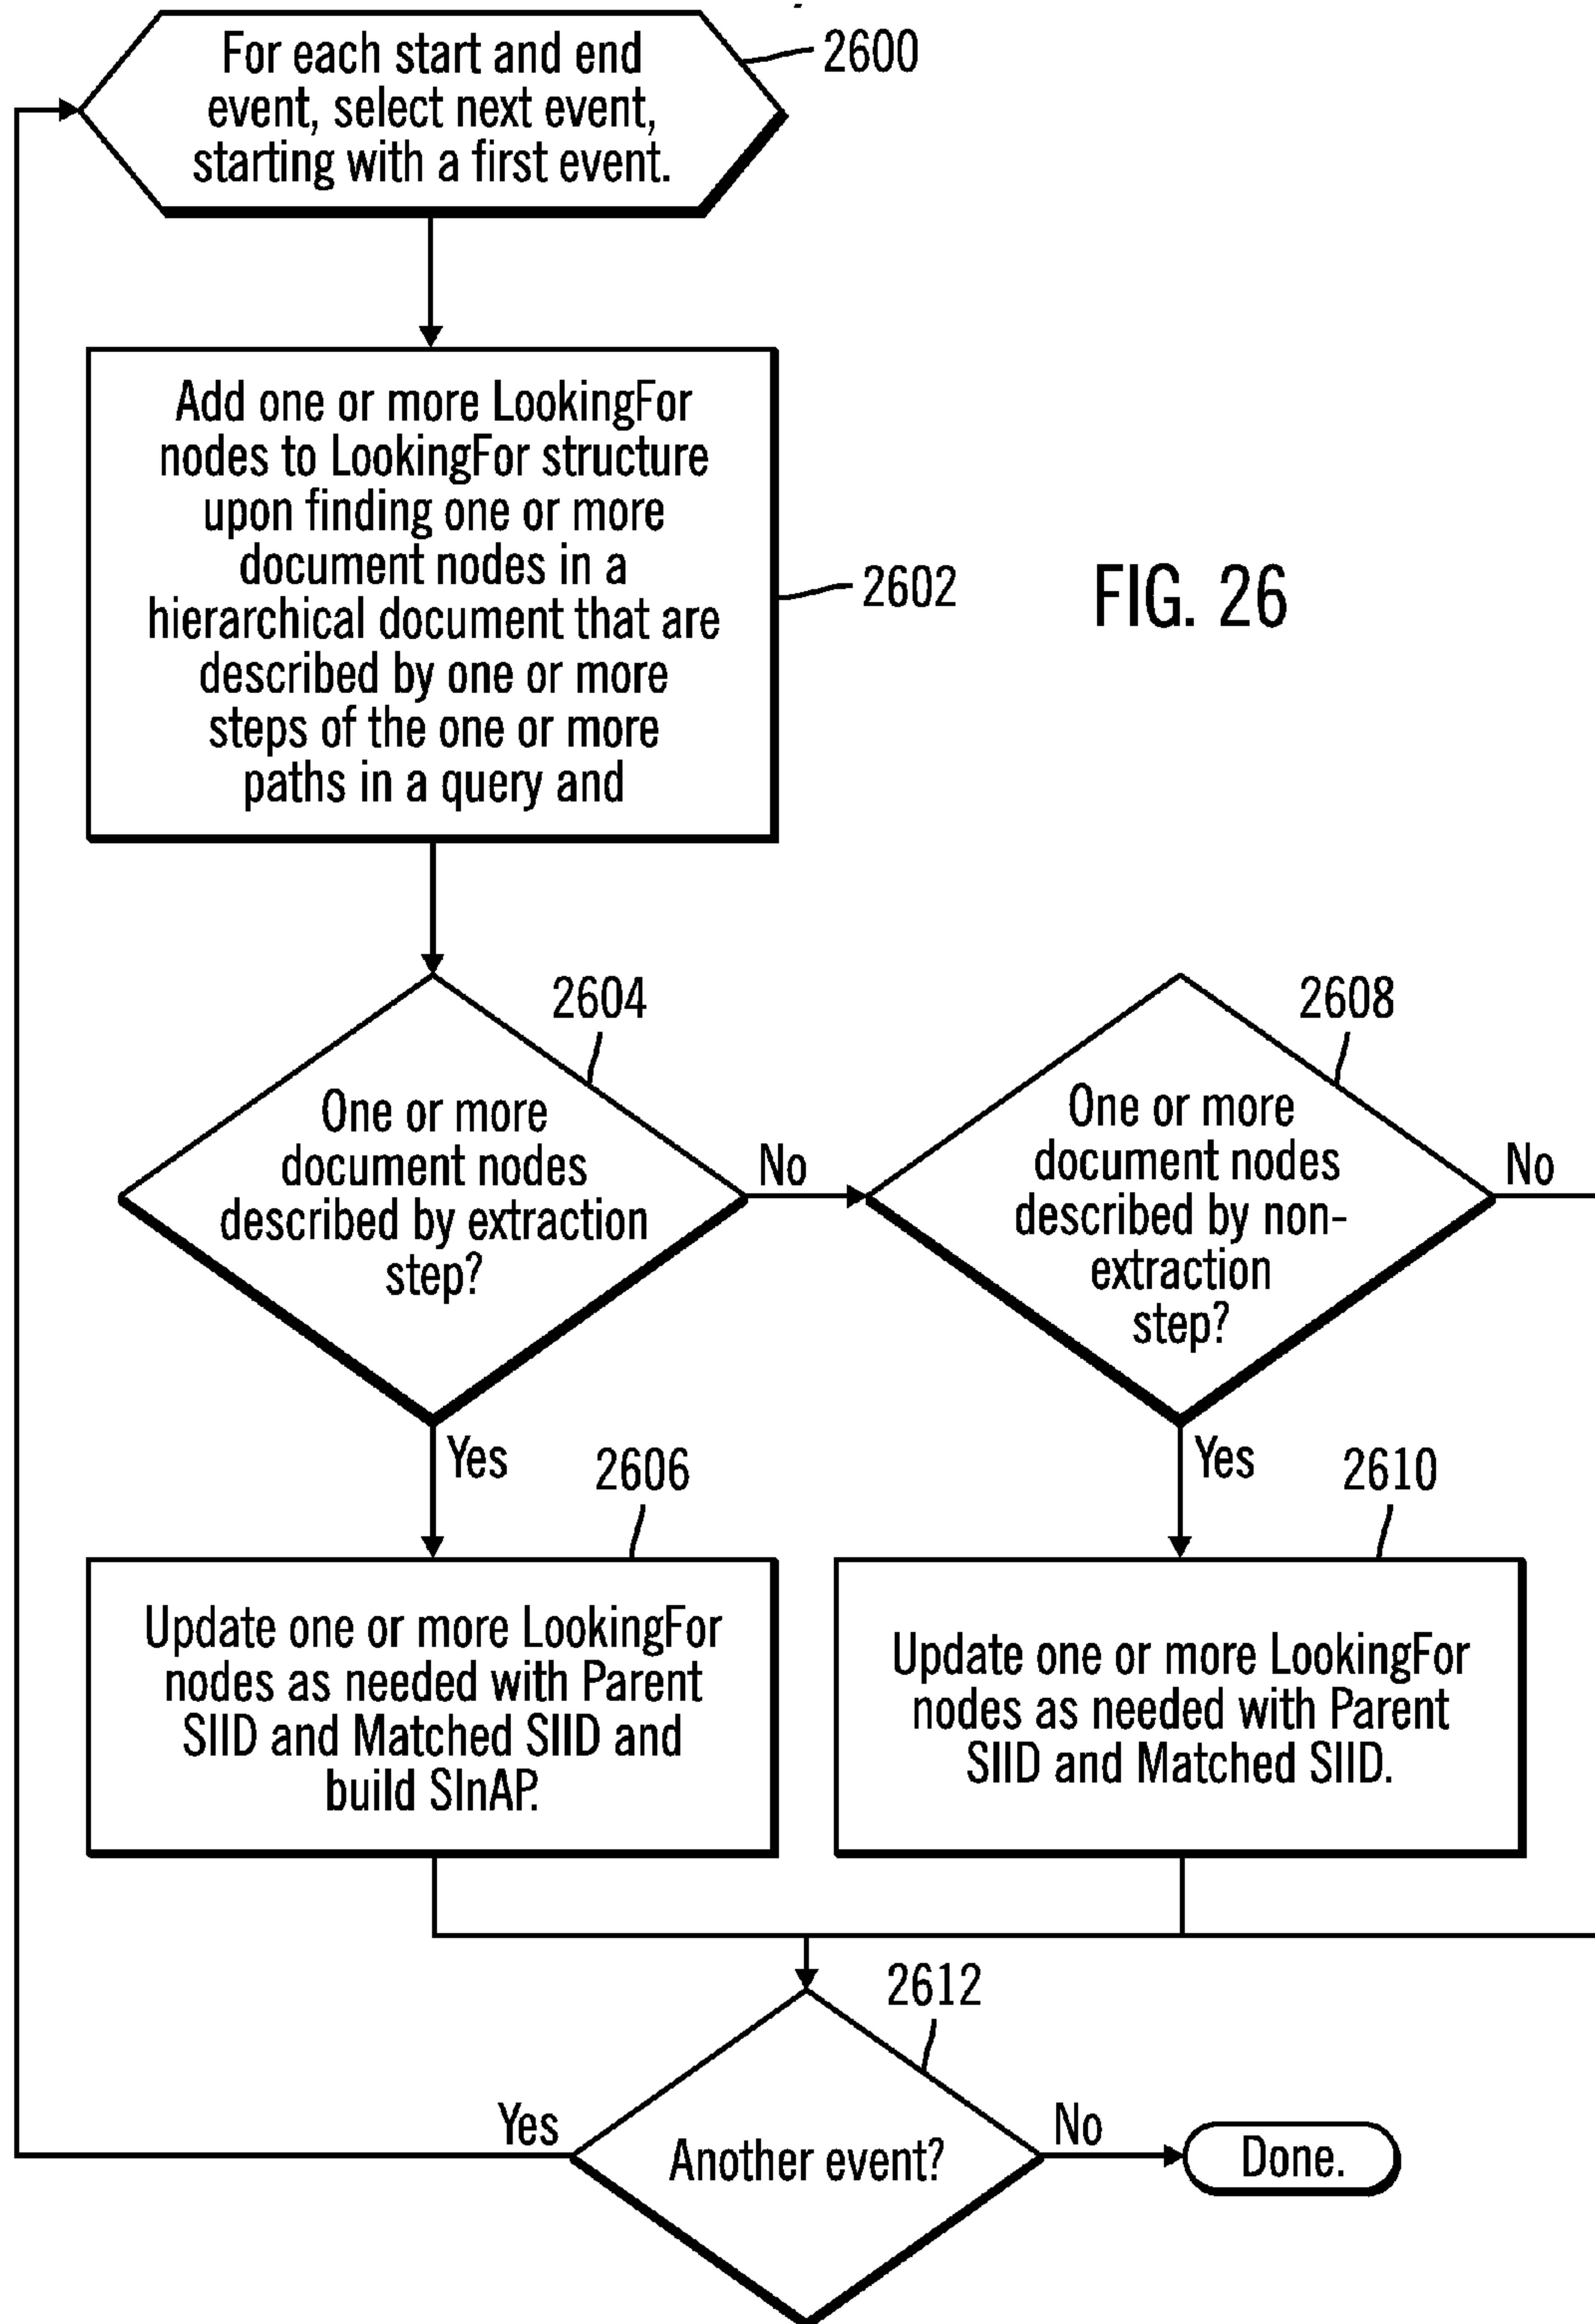 For each start and end
event, select next event,
starting with a first event.
2600
Add one or more LookingFor
nodes to LookingFor structure
upon finding one or more
document nodes in a
hierarchical document that are
described by one or more
steps of the one or more
paths in a query and
2602
FIG. 26
2604
One or more
document nodes
described by extraction
step?
No
Yes
2608
One or more
document nodes
described by non-
extraction
step?
No
Yes
2606
Update one or more LookingFor
nodes as needed with Parent
SIID and Matched SIID and
build SInAP.
2610
Update one or more LookingFor
nodes as needed with Parent
SIID and Matched SIID.
2612
Another event?
Yes
No
Done.